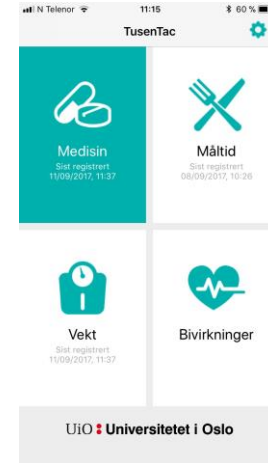 N Telenor 11:15 60 %
TusenTac
Medisin
Sist registrert
11/09/2017, 11:37
Måltid
Sist registrert
08/09/2017, 10:26
Vekt
Sist registrert
11/09/2017, 11:37
Bivirkninger
UiO Universitetet i Oslo